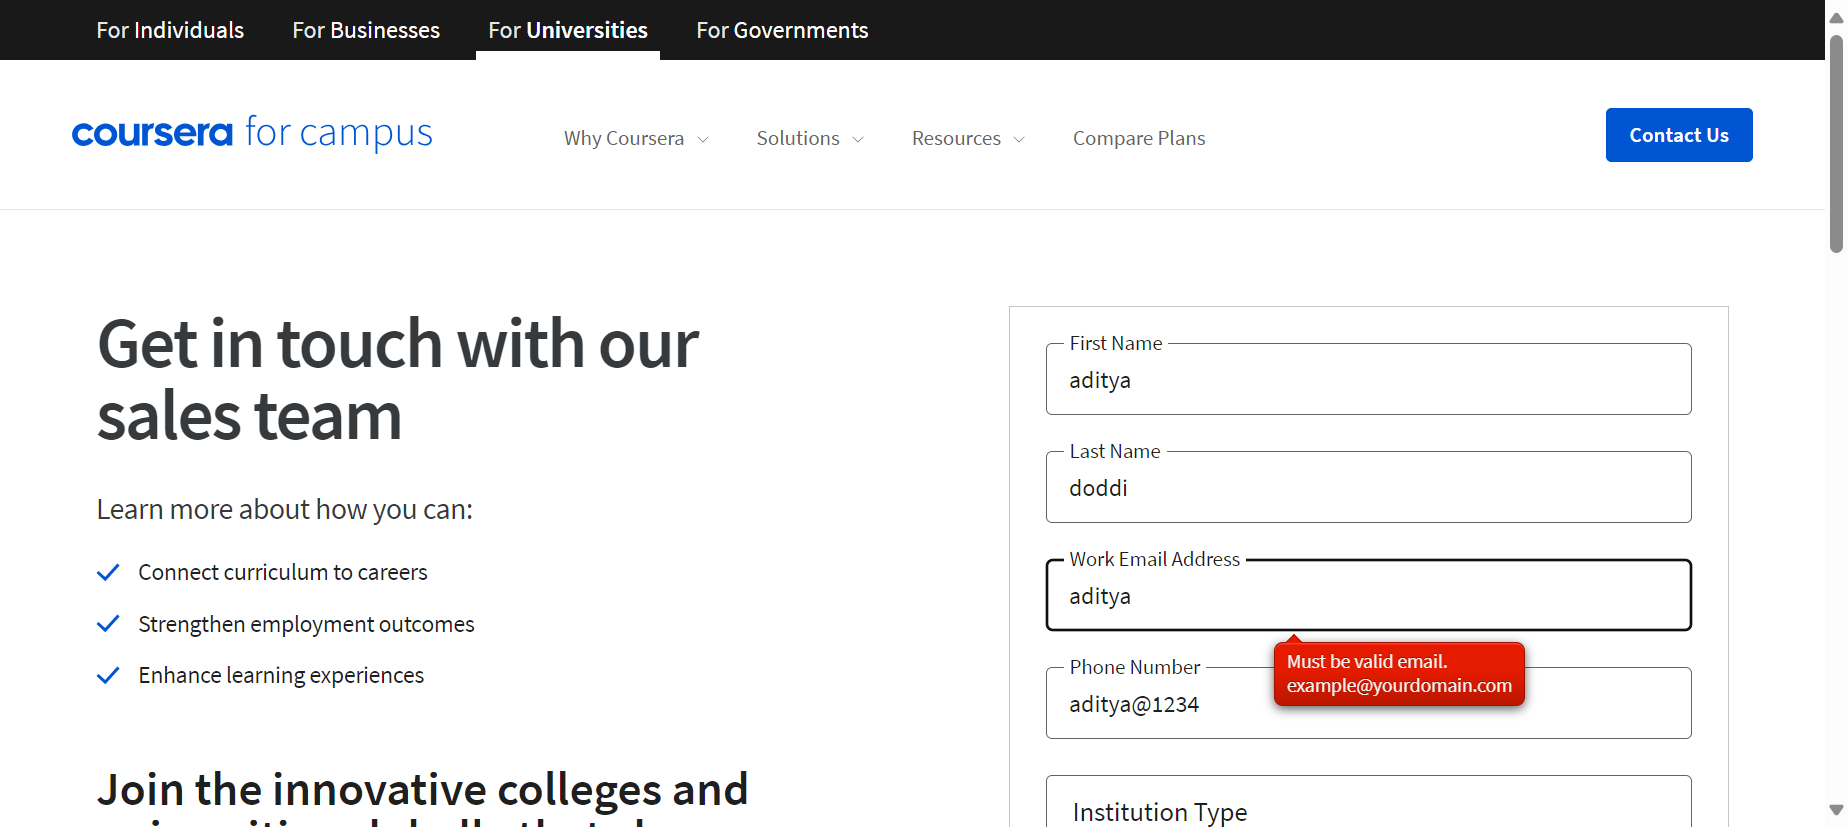 For Individuals
For Businesses
For Universities
For Governments
coursera for campus
Why Coursera
Solutions
Resources
Compare Plans
Contact Us
Get in touch with our
sales team
Learn more about how you can:
Connect curriculum to careers
Strengthen employment outcomes
Enhance learning experiences
Join the innovative colleges and
First Name
aditya
Last Name
doddi
Work Email Address
aditya
Must be valid email.
example@yourdomain.com
Phone Number
aditya@1234
Institution Type